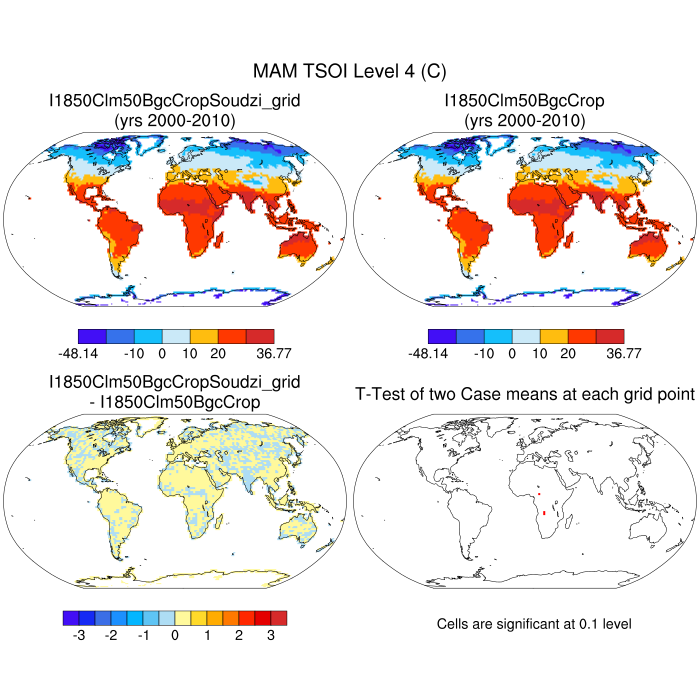 MAM TSOI Level 4 (C)
I1850Clm50BgcCropSoudzi_grid
(yrs 2000-2010)
I1850Clm50BgcCrop
(yrs 2000-2010)
-48.14 -10 0 10 20 36.77
-48.14 -10 0 10 20 36.77
I1850Clm50BgcCropSoudzi_grid
- I1850Clm50BgcCrop
T-Test of two Case means at each grid point
-3 -2 -1 0 1 2 3
Cells are significant at 0.1 level